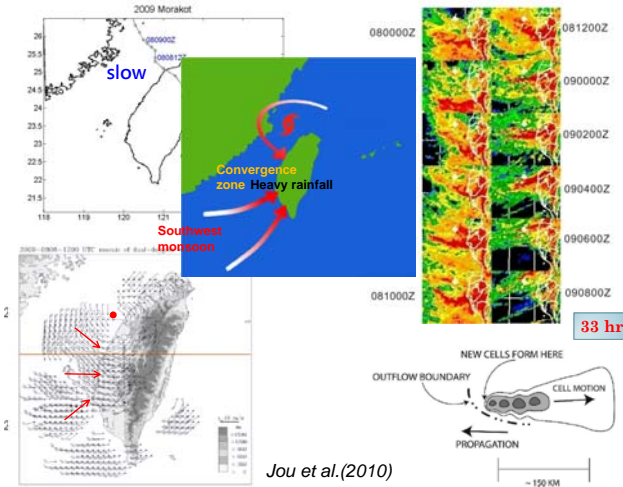 2009 Morakot
26.5
26
25.5
25
24.5
24
23.5
23
22.5
22
21.5
118
119
120
121
080900Z
080812Z
slow
Convergence
zone Heavy rainfall
Southwest
monsoon
080000Z
081000Z
081200Z
090000Z
090200Z
090400Z
090600Z
090800Z
33 hr
NEW CELLS FORM HERE
OUTFLOW BOUNDARY
CELL MOTION
PROPAGATION
~ 150 KM
Jou et al.(2010)